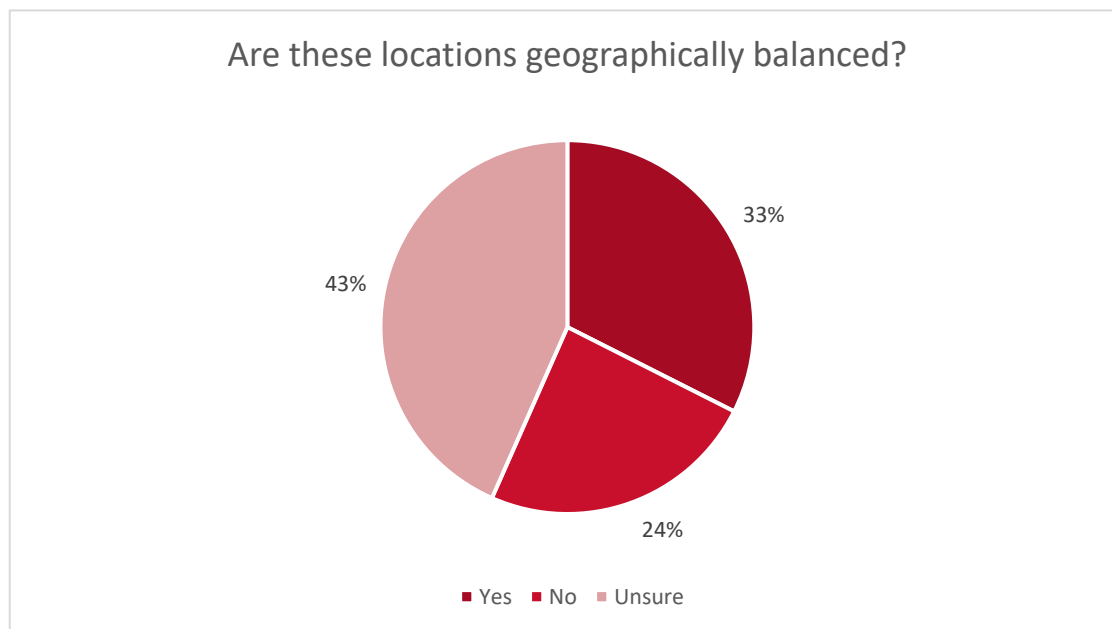 Are these locations geographically balanced?
33%
43%
24%
Yes No Unsure